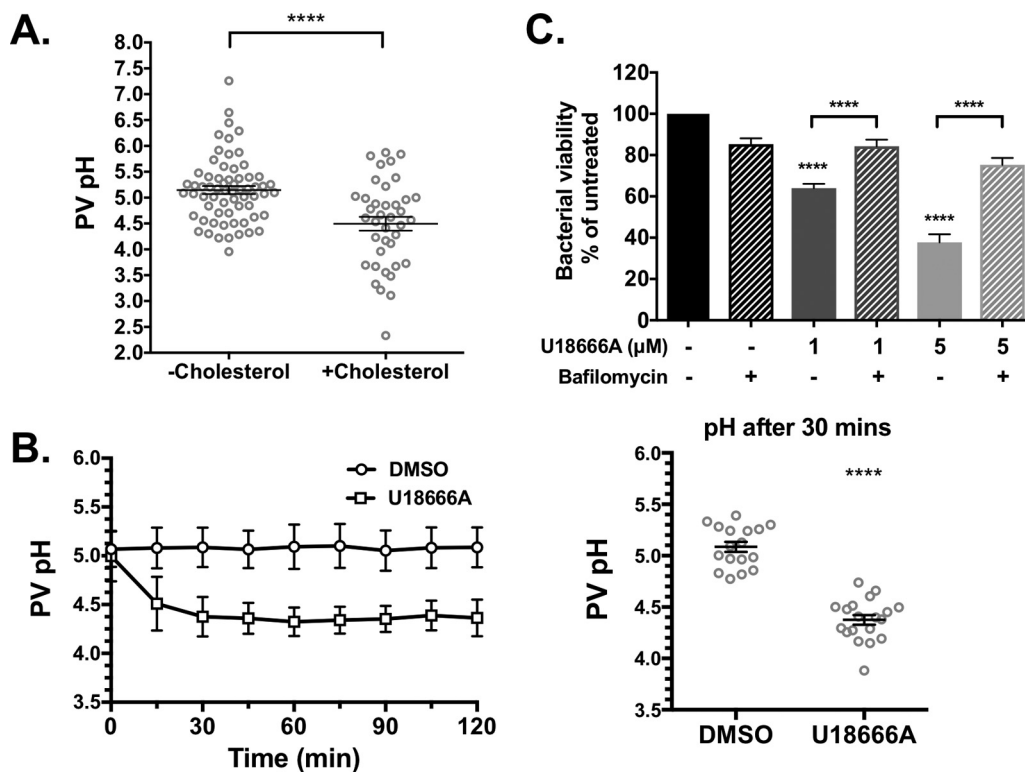 A.
****
8.0
7.5
7.0
6.5
6.0
5.5
5.0
4.5
4.0
3.5
3.0
2.5
2.0
PV pH
-Cholesterol +Cholesterol
B.
DMSO
U18666A
6.0
5.5
5.0
4.5
4.0
3.5
PV pH
0 30 60 90 120
Time (min)
C.
120
100
80
60
40
20
0
Bacterial viability
% of untreated
**** ****
****
****
U18666A (μM) - - 1 1 5 5
Bafilomycin - + - + - +
pH after 30 mins
****
6.0
5.5
5.0
4.5
4.0
3.5
PV pH
DMSO U18666A